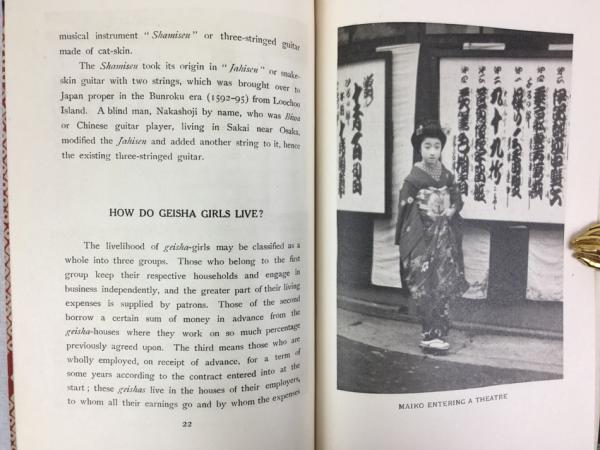 musical instrument "Shamisen" or three-stringed guitar
made of cat-skin.
The Shamisen took its origin in "Jahisen" or snake-
skin guitar with two strings, which was brought over to
Japan proper in the Bunroku era (1592-95) from Loochoo
Island. A blind man, Nakashoji by name, who was Biwa
or Chinese guitar player, living in Sakai near Osaka,
modified the Jahisen and added another string to it, hence
the existing three-stringed guitar.
HOW DO GEISHA GIRLS LIVE?
The livelihood of geisha-girls may be classified as a
whole into three groups. Those who belong to the first
group keep their respective households and engage in
business independently, and the greater part of their living
expenses is supplied by patrons. Those of the second
borrow a certain sum of money in advance from the
geisha-houses where they work on so much percentage
previously agreed upon. The third means those who are
wholly employed, on receipt of advance, for a term of
some years according to the contract entered into at the
start; these geishas live in the houses of their employers,
to whom all their earnings go and by whom the expenses
22
MAIKO ENTERING A THEATRE